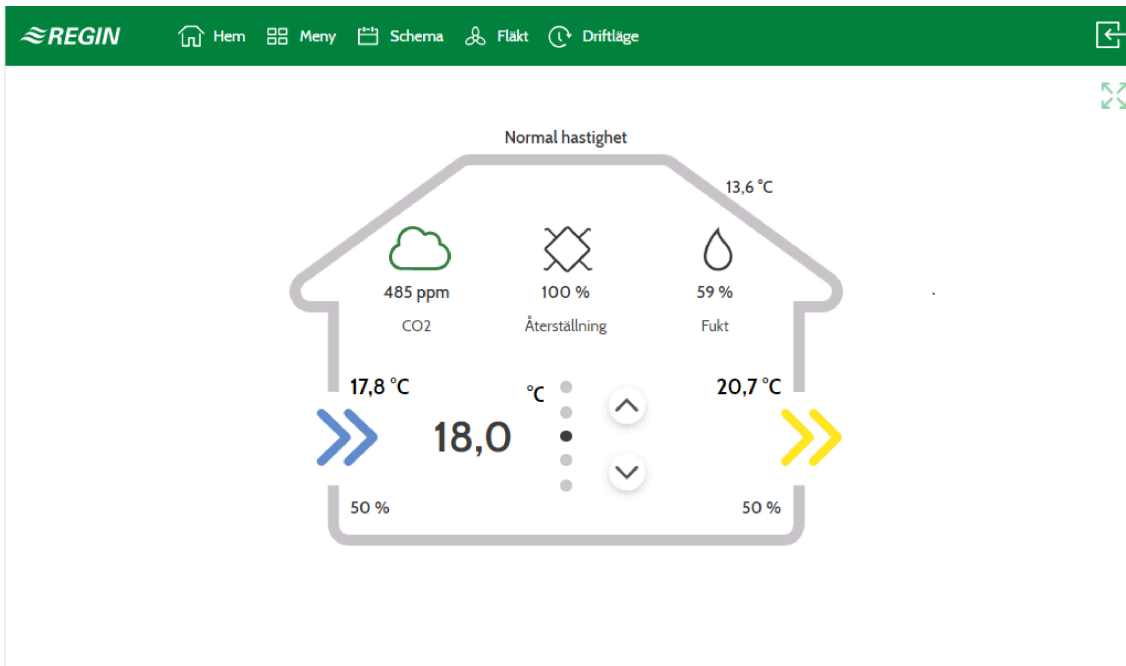 REGIN Hem Meny Schema Fläkt Driftläge
Normal hastighet
13,6 °C
485 ppm 100 % 59 %
CO2 Återställning Fukt
17,8 °C °C 20,7 °C
18,0
50 % 50 %